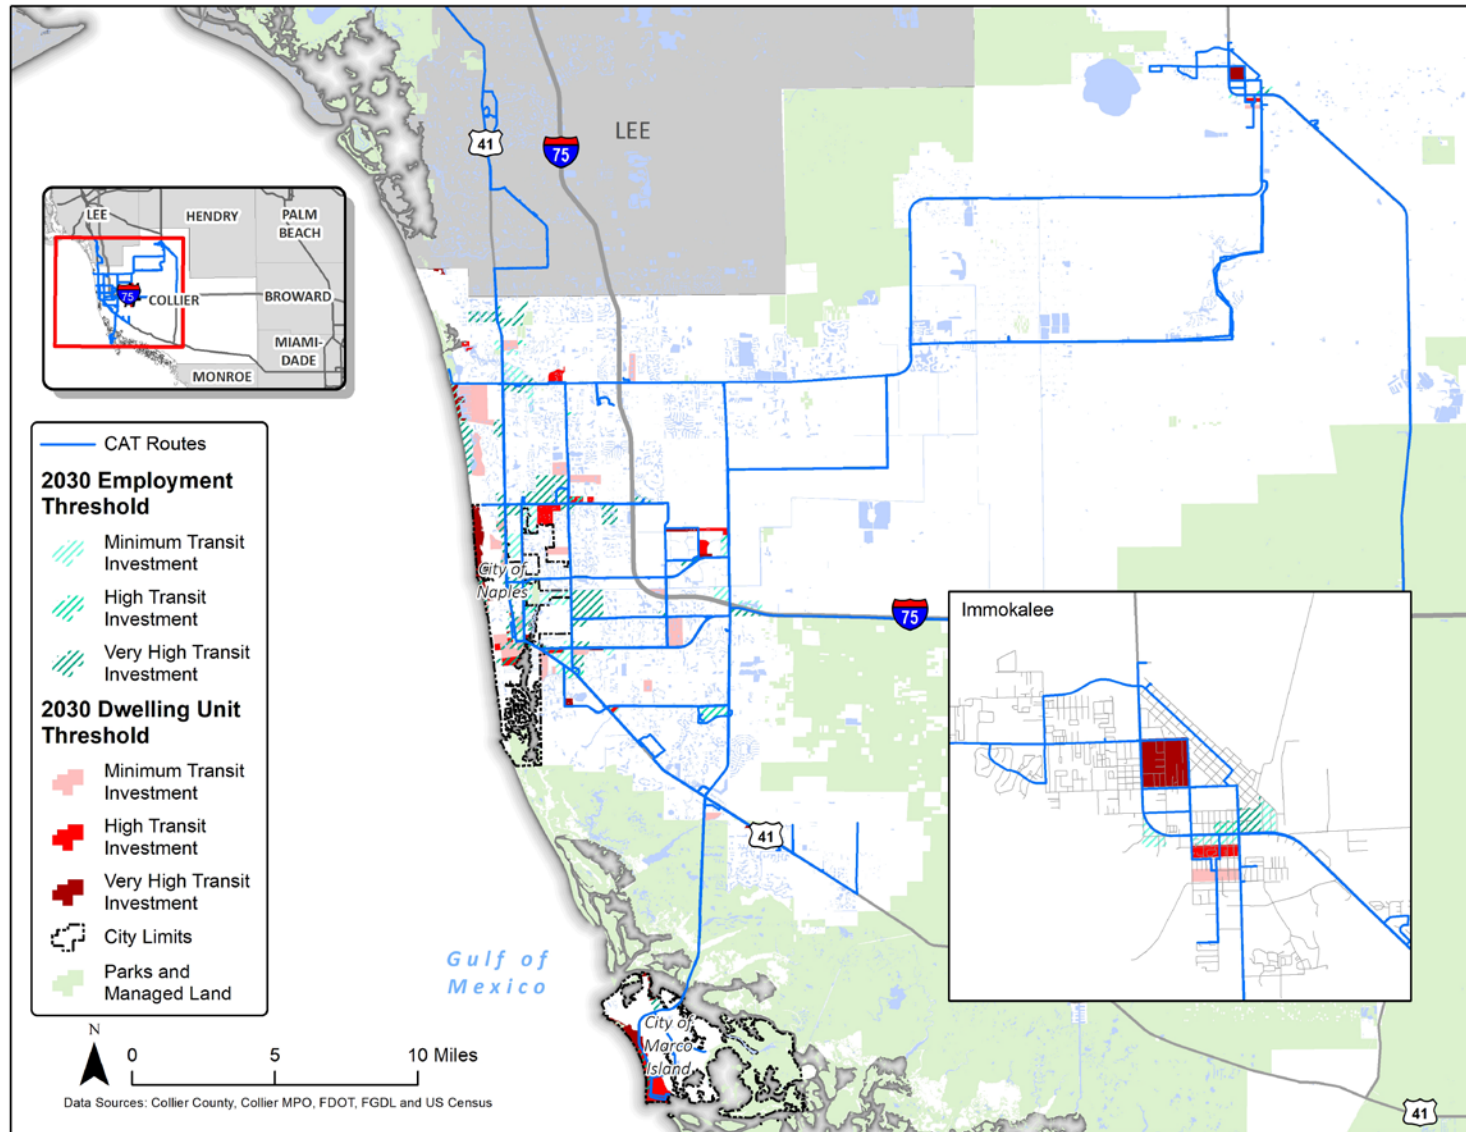 41
75
LEE
LEE
HENDRY
PALM
BEACH
75
COLLIER
BROWARD
MIAMI-
DADE
MONROE
CAT Routes
2030 Employment
Threshold
Minimum Transit
Investment
High Transit
Investment
Very High Transit
Investment
2030 Dwelling Unit
Threshold
Minimum Transit
Investment
High Transit
Investment
Very High Transit
Investment
City Limits
Parks and
Managed Land
City of
Naples
75
Immokalee
41
Gulf of
Mexico
City of
Marco
Island
N
0 5 10 Miles
Data Sources: Collier County, Collier MPO, FDOT, FGDL and US Census
41